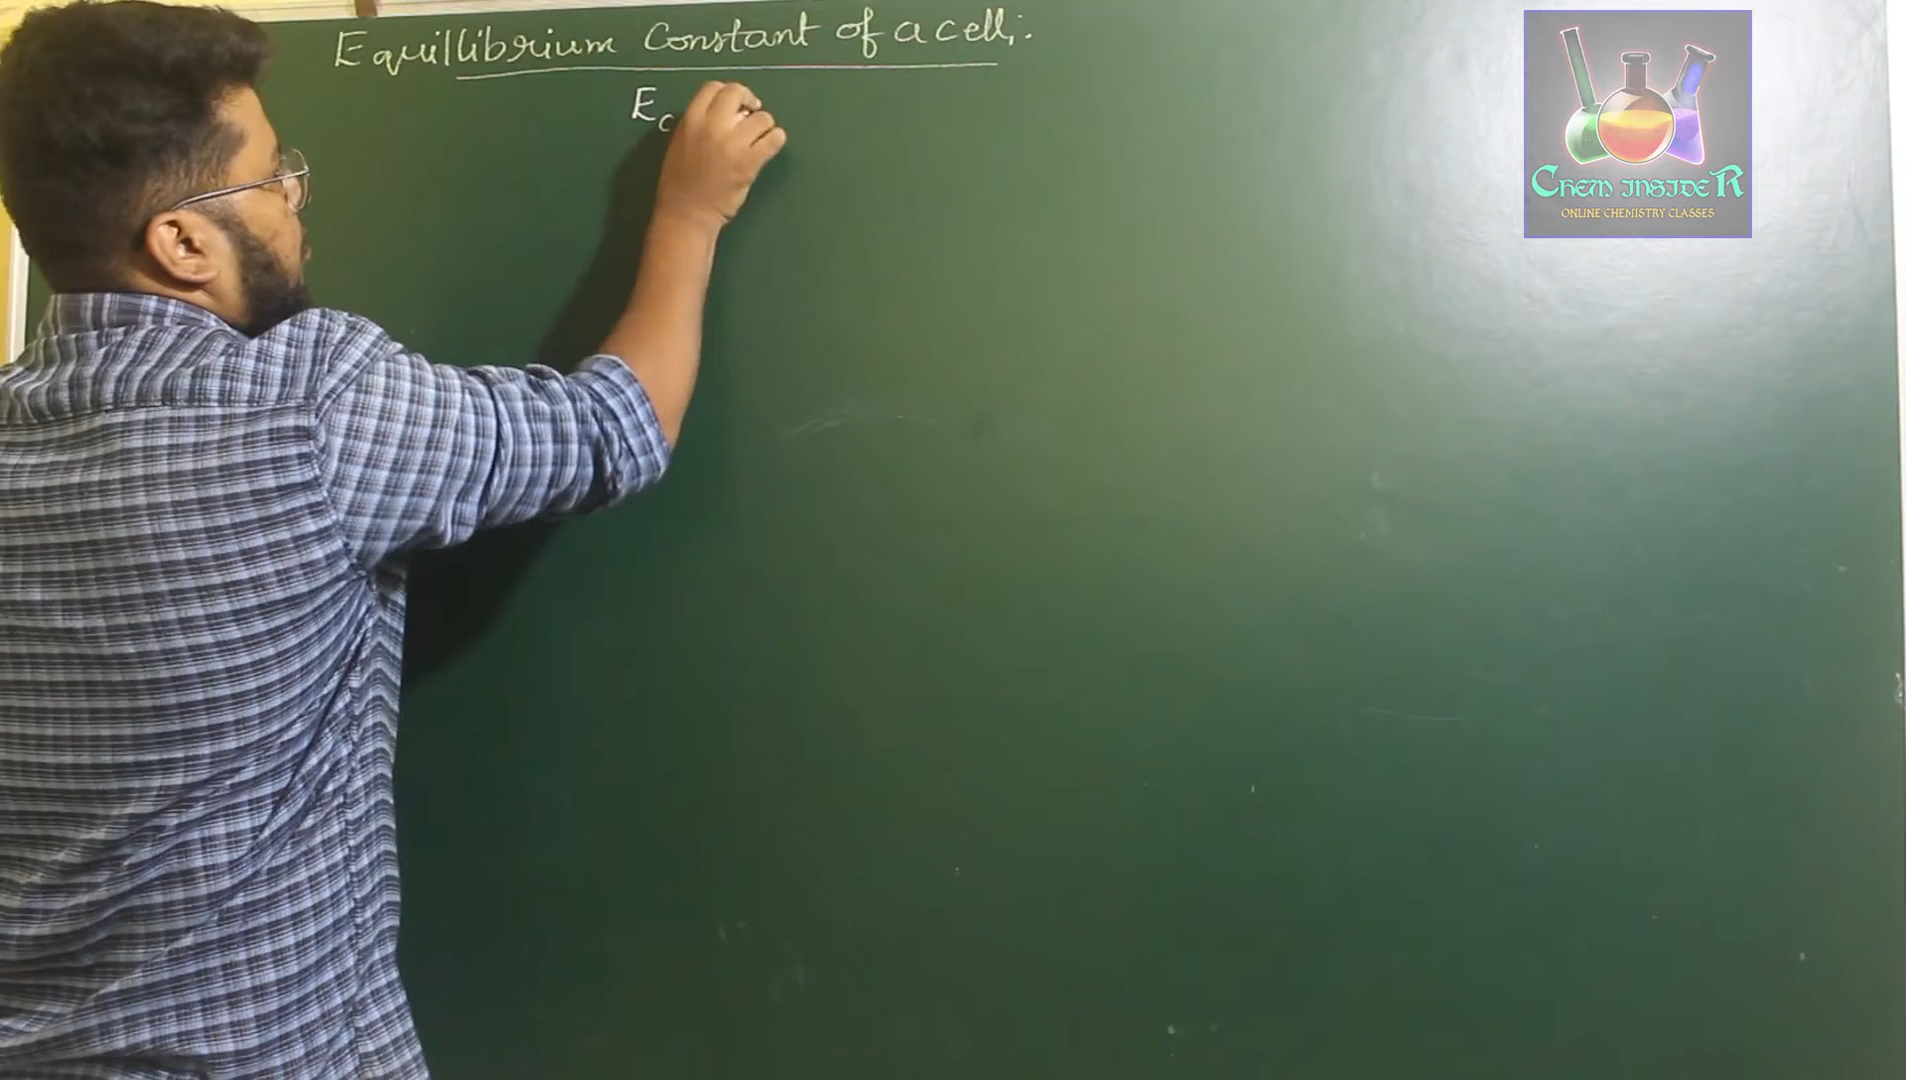 Equillibrium Constant of a cell:
Ec
CHEM INSIDER
ONLINE CHEMISTRY CLASSES